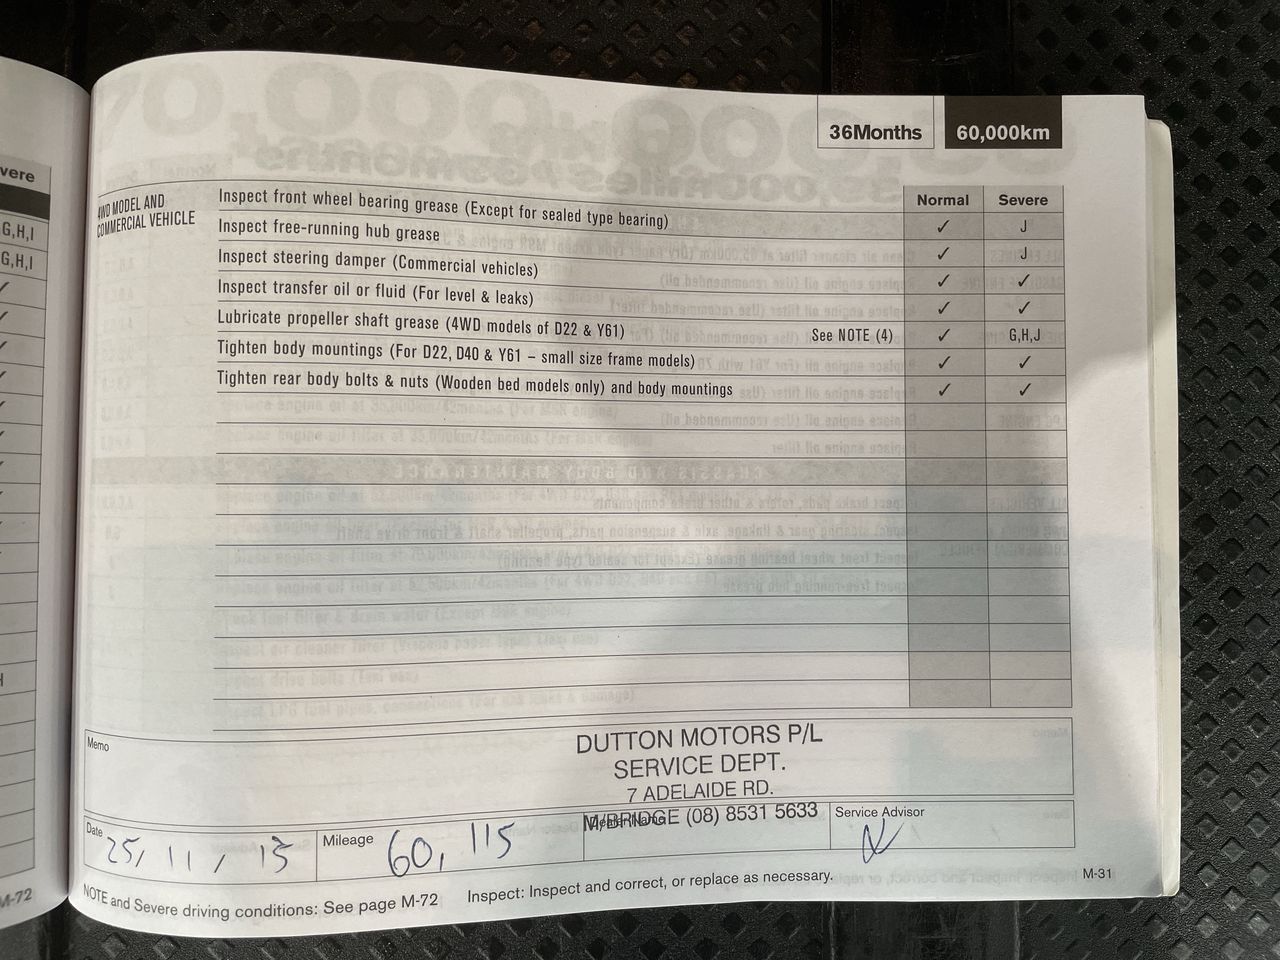 36Months 60,000km
Normal Severe
4WD MODEL AND
COMMERCIAL VEHICLE
Inspect front wheel bearing grease (Except for sealed type bearing) ✓ J
Inspect free-running hub grease ✓ J
Inspect steering damper (Commercial vehicles) ✓ ✓
Inspect transfer oil or fluid (For level & leaks) ✓ ✓
Lubricate propeller shaft grease (4WD models of D22 & Y61) See NOTE (4) ✓ G,H,J
Tighten body mountings (For D22, D40 & Y61 – small size frame models) ✓ ✓
Tighten rear body bolts & nuts (Wooden bed models only) and body mountings ✓ ✓
Memo
DUTTON MOTORS P/L
SERVICE DEPT.
7 ADELAIDE RD.
M/BRIDGE (08) 8531 5633
Date 25/11/13
Mileage 60,115
Service Advisor
NOTE and Severe driving conditions: See page M-72 Inspect: Inspect and correct, or replace as necessary.
M-31
vere
G,H,I
G,H,I
M-72